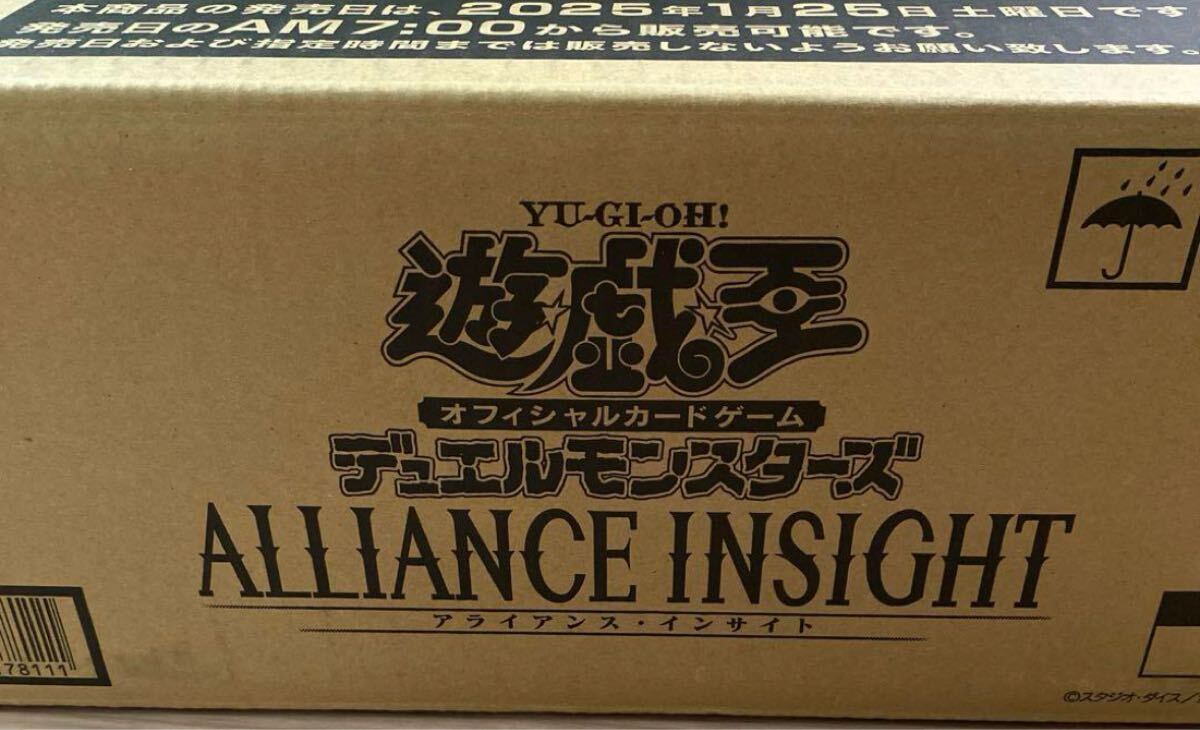 本商品の発売日は、2025年1月25日土曜日です
発売日のAM7:00から販売可能です。
発売日および指定時間までは販売しないようお願い致します。
YU-GI-OH!
遊戯王
オフィシャルカードゲーム
デュエルモンスターズ
ALLIANCE INSIGHT
アライアンス・インサイト
78111
©スタジオ・ダイス/